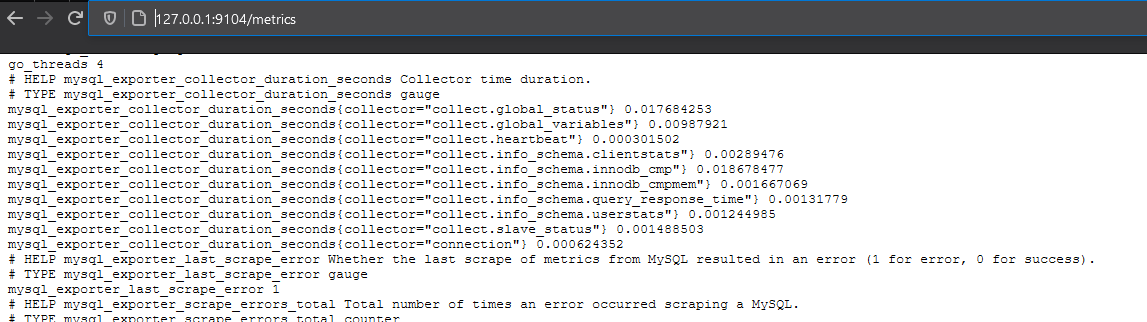 127.0.0.1:9104/metrics
go_threads 4
# HELP mysql_exporter_collector_duration_seconds Collector time duration.
# TYPE mysql_exporter_collector_duration_seconds gauge
mysql_exporter_collector_duration_seconds{collector="collect.global_status"} 0.017684253
mysql_exporter_collector_duration_seconds{collector="collect.global_variables"} 0.00987921
mysql_exporter_collector_duration_seconds{collector="collect.heartbeat"} 0.000301502
mysql_exporter_collector_duration_seconds{collector="collect.info_schema.clientstats"} 0.00289476
mysql_exporter_collector_duration_seconds{collector="collect.info_schema.innodb_cmp"} 0.018678477
mysql_exporter_collector_duration_seconds{collector="collect.info_schema.innodb_cmpmem"} 0.001667069
mysql_exporter_collector_duration_seconds{collector="collect.info_schema.query_response_time"} 0.00131779
mysql_exporter_collector_duration_seconds{collector="collect.info_schema.userstats"} 0.001244985
mysql_exporter_collector_duration_seconds{collector="collect.slave_status"} 0.001488503
mysql_exporter_collector_duration_seconds{collector="connection"} 0.000624352
# HELP mysql_exporter_last_scrape_error Whether the last scrape of metrics from MySQL resulted in an error (1 for error, 0 for success).
# TYPE mysql_exporter_last_scrape_error gauge
mysql_exporter_last_scrape_error 1
# HELP mysql_exporter_scrape_errors_total Total number of times an error occurred scraping a MySQL.
# TYPE mysql_exporter_scrape_errors_total counter